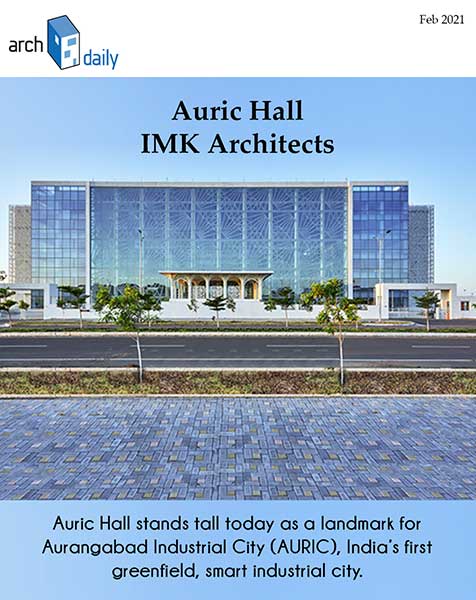 Feb 2021
arch
daily
Auric Hall
IMK Architects
Auric Hall stands tall today as a landmark for
Aurangabad Industrial City (AURIC), India's first
greenfield, smart industrial city.